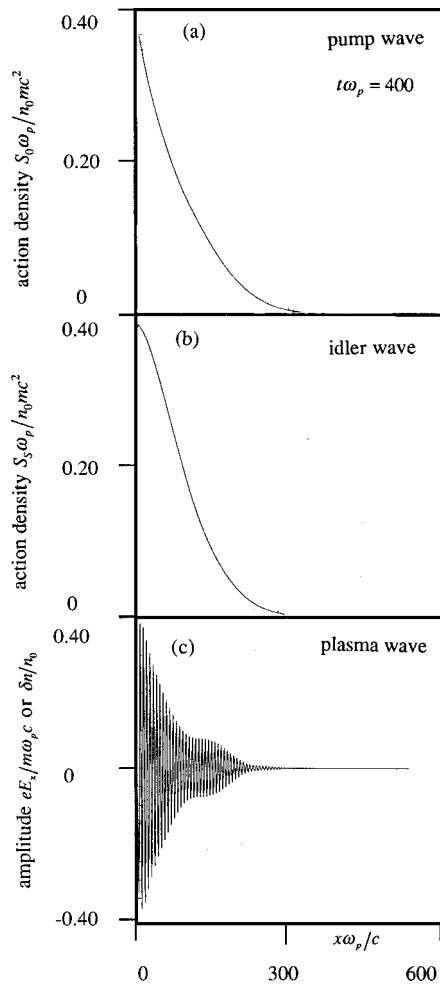 0.40
(a)
pump wave
tω_p = 400
0.20
action density S_0ω_p/n_0mc^2
0
0.40
(b)
idler wave
0.20
action density S_sω_p/n_0mc^2
0
0.40
(c)
plasma wave
0
amplitude eE_x/mω_pc or δn/n_0
-0.40
xω_p/c
0 300 600